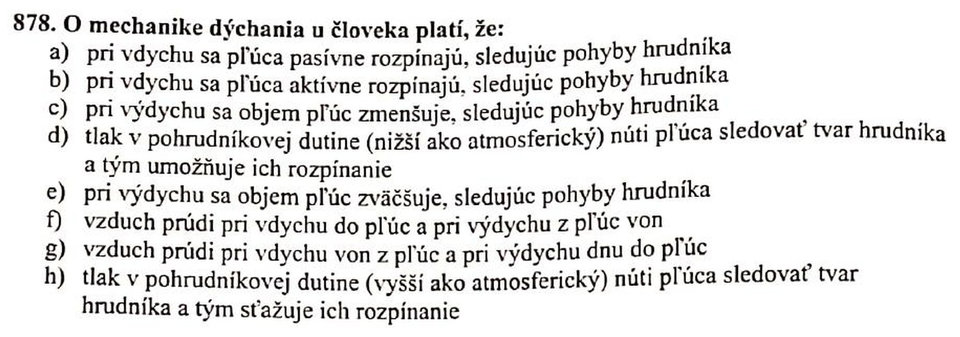 878. O mechanike dýchania u človeka platí, že:
a) pri vdychu sa pľúca pasívne rozpínajú, sledujúc pohyby hrudníka
b) pri vdychu sa pľúca aktívne rozpínajú, sledujúc pohyby hrudníka
c) pri výdychu sa objem pľúc zmenšuje, sledujúc pohyby hrudníka
d) tlak v pohrudníkovej dutine (nižší ako atmosferický) núti pľúca sledovať tvar hrudníka
a tým umožňuje ich rozpínanie
e) pri výdychu sa objem pľúc zväčšuje, sledujúc pohyby hrudníka
f) vzduch prúdi pri vdychu do pľúc a pri výdychu z pľúc von
g) vzduch prúdi pri vdychu von z pľúc a pri výdychu dnu do pľúc
h) tlak v pohrudníkovej dutine (vyšší ako atmosferický) núti pľúca sledovať tvar
hrudníka a tým sťažuje ich rozpínanie